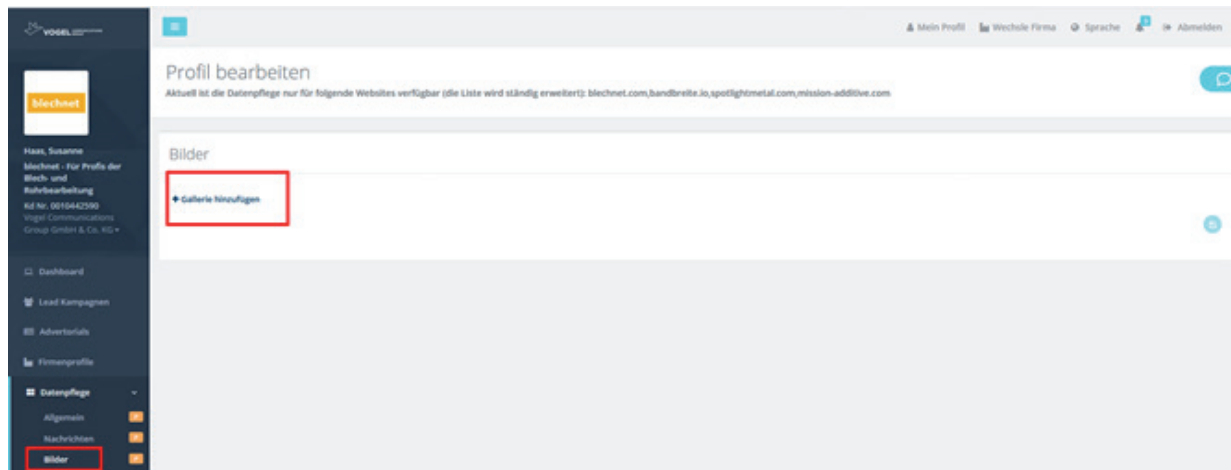 VOGEL
Mein Profil Wechsle Firma Sprache Abmelden
blechnet
Profil bearbeiten
Aktuell ist die Datenpflege nur für folgende Websites verfügbar (die Liste wird ständig erweitert): blechnet.com,bandbreite.io,spotlightmetal.com,mission-additive.com
Haas, Susanne
blechnet - Für Profis der
Blech- und
Rohrbearbeitung
Kd Nr. 0010442590
Vogel Communications
Group GmbH & Co. KG
Bilder
+ Gallerie hinzufügen
Dashboard
Lead Kampagnen
Advertorials
Firmenprofile
Datenpflege
Allgemein
Nachrichten
Bilder